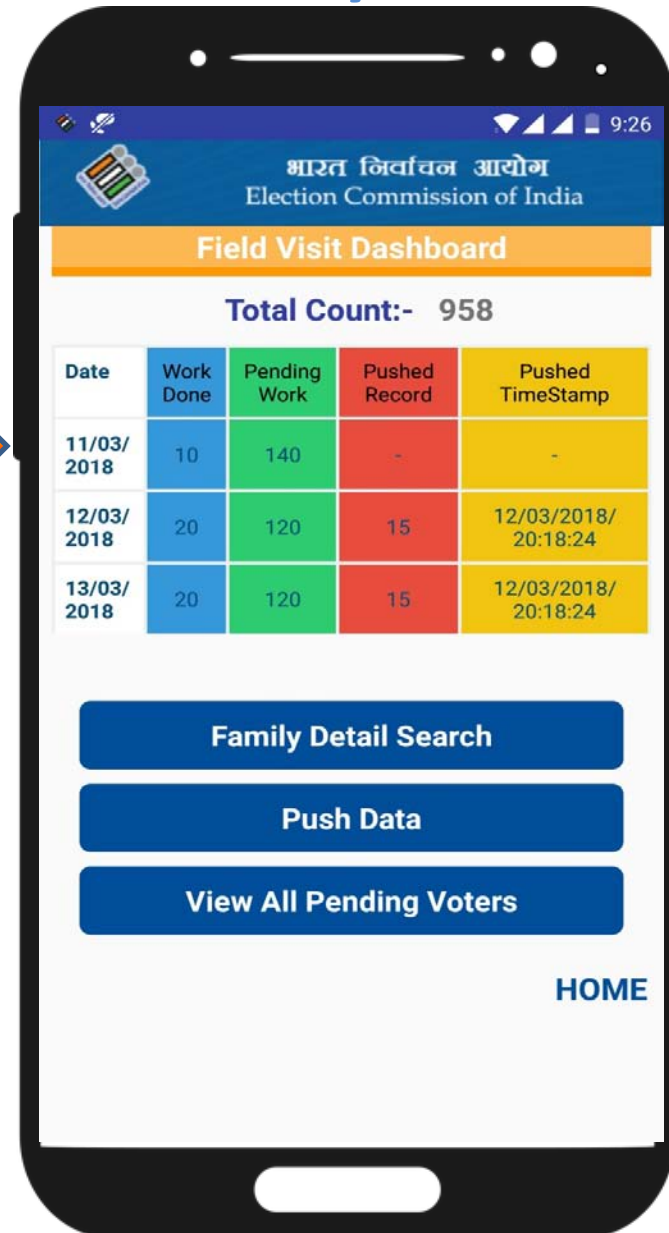 9:26
भारत निर्वाचन आयोग
Election Commission of India
Field Visit Dashboard
Total Count:- 958
Date Work Done Pending Work Pushed Record Pushed TimeStamp
11/03/2018 10 140 - -
12/03/2018 20 120 15 12/03/2018/ 20:18:24
13/03/2018 20 120 15 12/03/2018/ 20:18:24
Family Detail Search
Push Data
View All Pending Voters
HOME